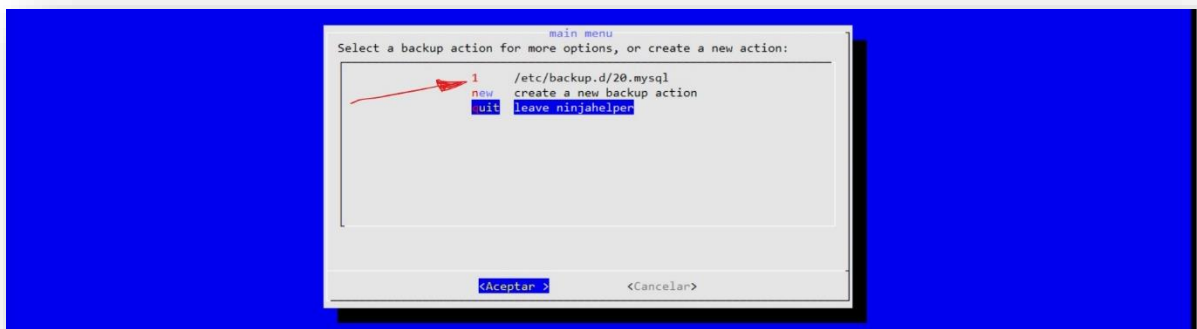 main menu
Select a backup action for more options, or create a new action:
1 /etc/backup.d/20.mysql
new create a new backup action
quit leave ninjahelper
<Aceptar > <Cancelar>